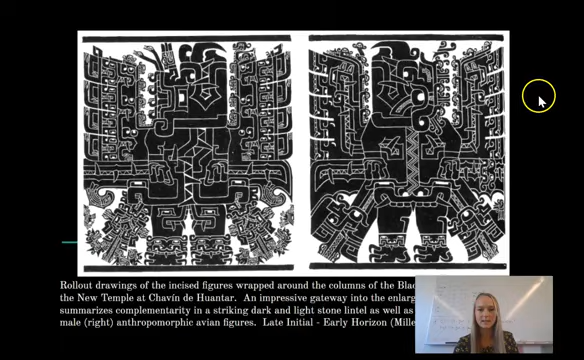 Rollout drawings of the incised figures wrapped around the columns of the Blac
the New Temple at Chavín de Huantar. An impressive gateway into the enlarg
summarizes complementarity in a striking dark and light stone lintel as well as
male (right) anthropomorphic avian figures. Late Initial - Early Horizon (Mille